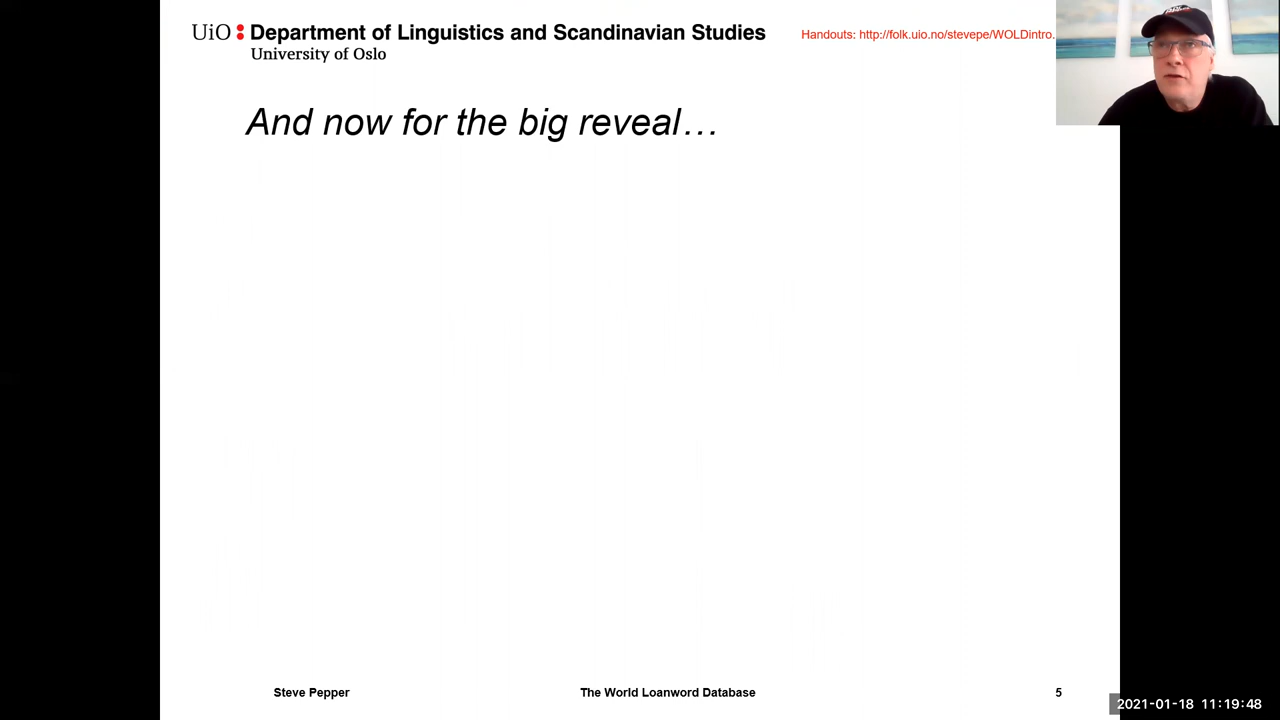 UiO : Department of Linguistics and Scandinavian Studies
University of Oslo
Handouts: http://folk.uio.no/stevepe/WOLDintro.
And now for the big reveal…
Steve Pepper
The World Loanword Database
5
2021-01-18 11:19:48